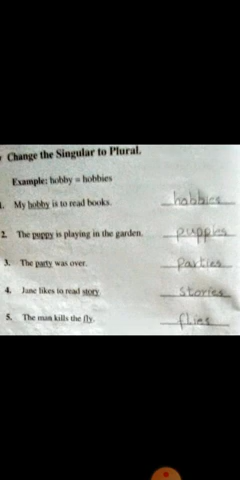 Change the Singular to Plural.
Example: hobby = hobbies
1. My hobby is to read books. hobbies
2. The puppy is playing in the garden. puppies
3. The party was over. parties
4. Jane likes to read story. stories
5. The man kills the fly. flies